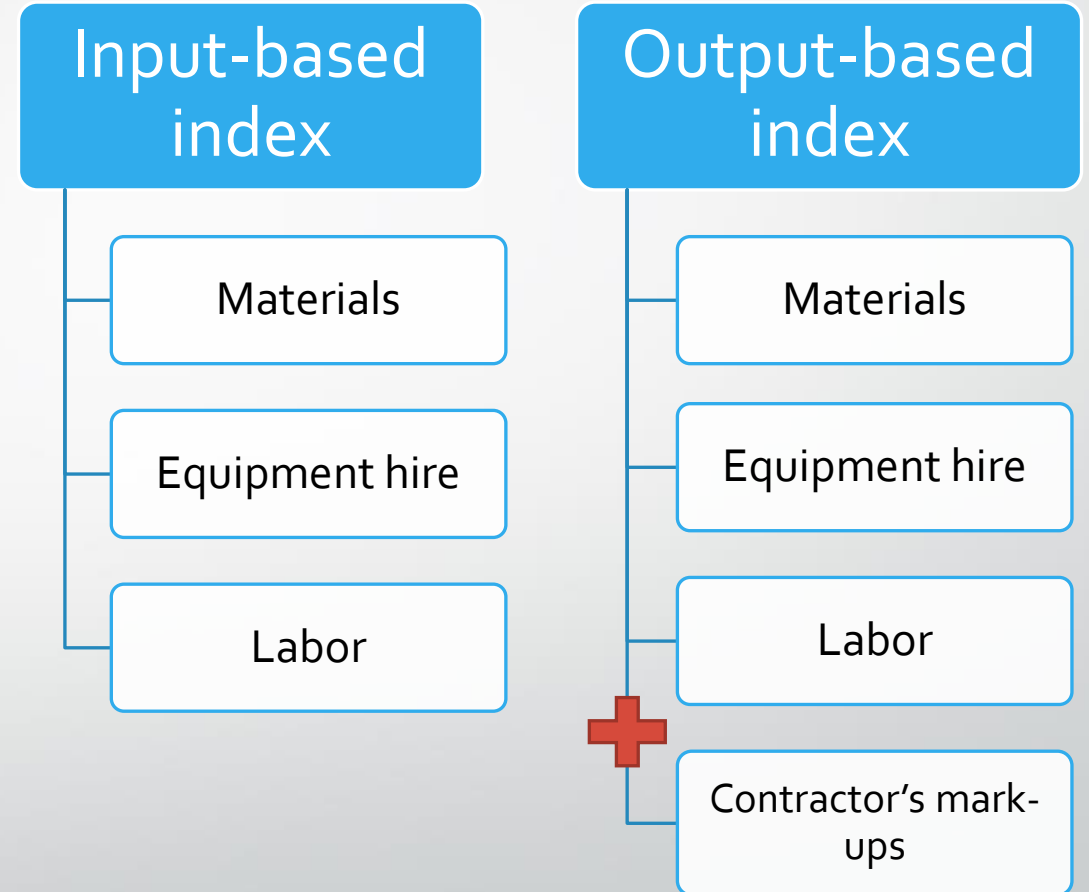 Input-based
index
Materials
Equipment hire
Labor
Output-based
index
Materials
Equipment hire
Labor
Contractor’s mark-
ups